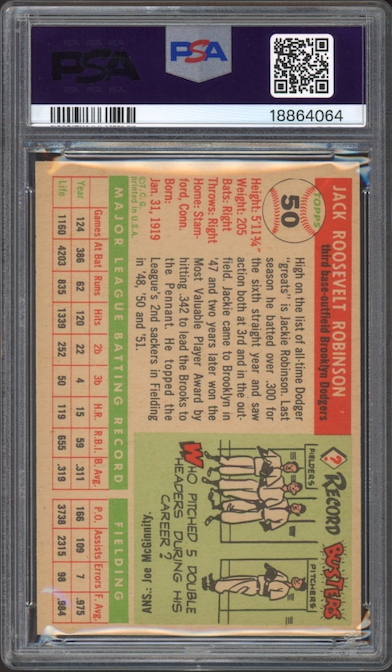 PSA
PSA
18864064
TOPPS
50
JACK ROOSEVELT ROBINSON
third base-outfield Brooklyn Dodgers
Height: 5'11¾"
Weight: 205
Bats: Right
Throws: Right
Home: Stam-
ford, Conn.
Born:
Jan. 31, 1919
©T.C.G.
printed in U.S.A.
High on the list of all-time Dodger
"greats" is Jackie Robinson. Last
season he batted over .300 for
the sixth straight year and saw
action both at 3rd and in the out-
field Jackie came to Brooklyn in
'47 and two years later won the
Most Valuable Player Award by
hitting .342 to lead the Brooks to
the Pennant. He topped the
League's 2nd sackers in Fielding
in '48, '50 and '51.
? RECORD BUSTERS
FIELDERS
PITCHERS
WHO PITCHED 5 DOUBLE
HEADERS DURING HIS
CAREER?
ANS: Joe McGinnity.
MAJOR LEAGUE BATTING RECORD FIELDING
Games At Bat Runs Hits 2b 3b H.R. R.B.I. B. Avg. P.O. Assists Errors F. Avg.
Year 124 386 62 120 22 4 15 59 .311 166 109 7 .975
Life 1160 4203 835 1339 252 50 119 655 .319 3738 2315 98 .984